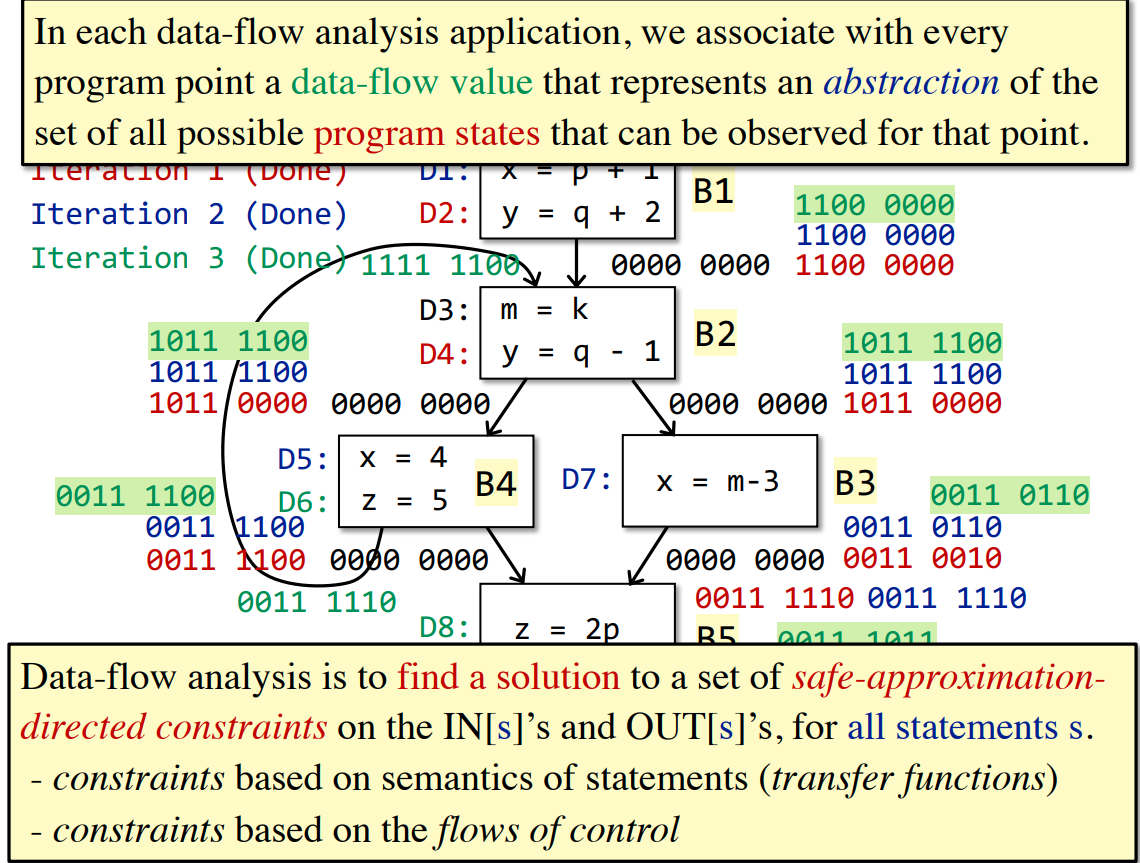 In each data-flow analysis application, we associate with every
program point a data-flow value that represents an abstraction of the
set of all possible program states that can be observed for that point.
Iteration 1 (Done)
D1: x = p + 1
B1
Iteration 2 (Done)
D2: y = q + 2
1100 0000
1100 0000
Iteration 3 (Done)
1111 1100
0000 0000 1100 0000
D3: m = k
B2
D4: y = q - 1
1011 1100
1011 1100
1011 0000 0000 0000
1011 1100
1011 1100
0000 0000 1011 0000
D5: x = 4
D6: z = 5
B4
D7: x = m-3
B3
0011 1100
0011 1100
0011 1100 0000 0000
0011 0110
0011 0110
0000 0000 0011 0010
0011 1110
0011 1110 0011 1110
D8: z = 2p
B5
0011 1011
Data-flow analysis is to find a solution to a set of safe-approximation-
directed constraints on the IN[s]’s and OUT[s]’s, for all statements s.
- constraints based on semantics of statements (transfer functions)
- constraints based on the flows of control